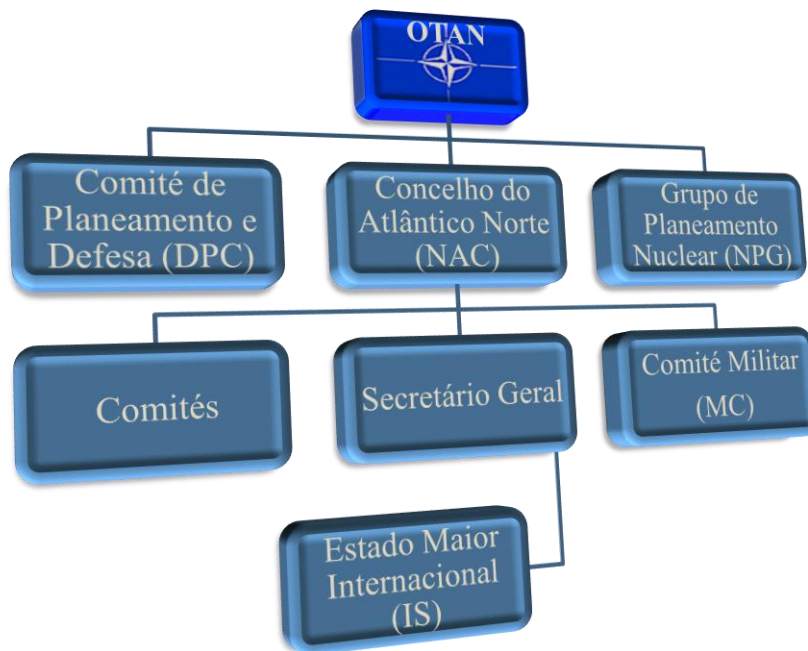 OTAN
Comité de
Planeamento e
Defesa (DPC)
Concelho do
Atlântico Norte
(NAC)
Grupo de
Planeamento
Nuclear (NPG)
Comités
Secretário Geral
Comité Militar
(MC)
Estado Maior
Internacional
(IS)